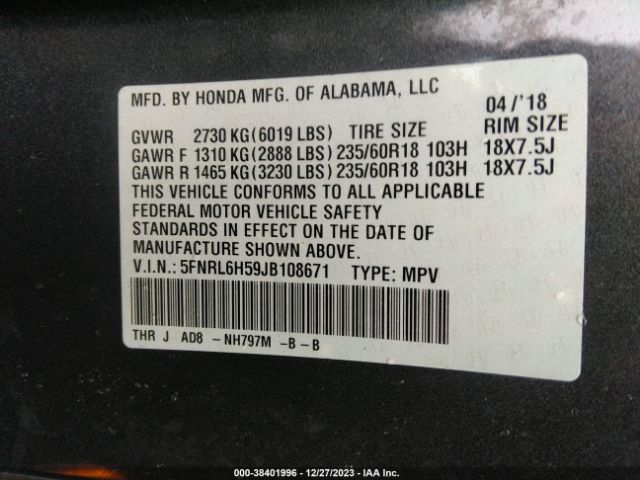 MFD. BY HONDA MFG. OF ALABAMA, LLC
04/'18
GVWR 2730 KG(6019 LBS) TIRE SIZE RIM SIZE
GAWR F 1310 KG(2888 LBS) 235/60R18 103H 18X7.5J
GAWR R 1465 KG(3230 LBS) 235/60R18 103H 18X7.5J
THIS VEHICLE CONFORMS TO ALL APPLICABLE
FEDERAL MOTOR VEHICLE SAFETY
STANDARDS IN EFFECT ON THE DATE OF
MANUFACTURE SHOWN ABOVE.
V.I.N.: 5FNRL6H59JB108671 TYPE: MPV
THR J AD8 - NH797M -B - B
000-38401996 - 12/27/2023 - IAA Inc.